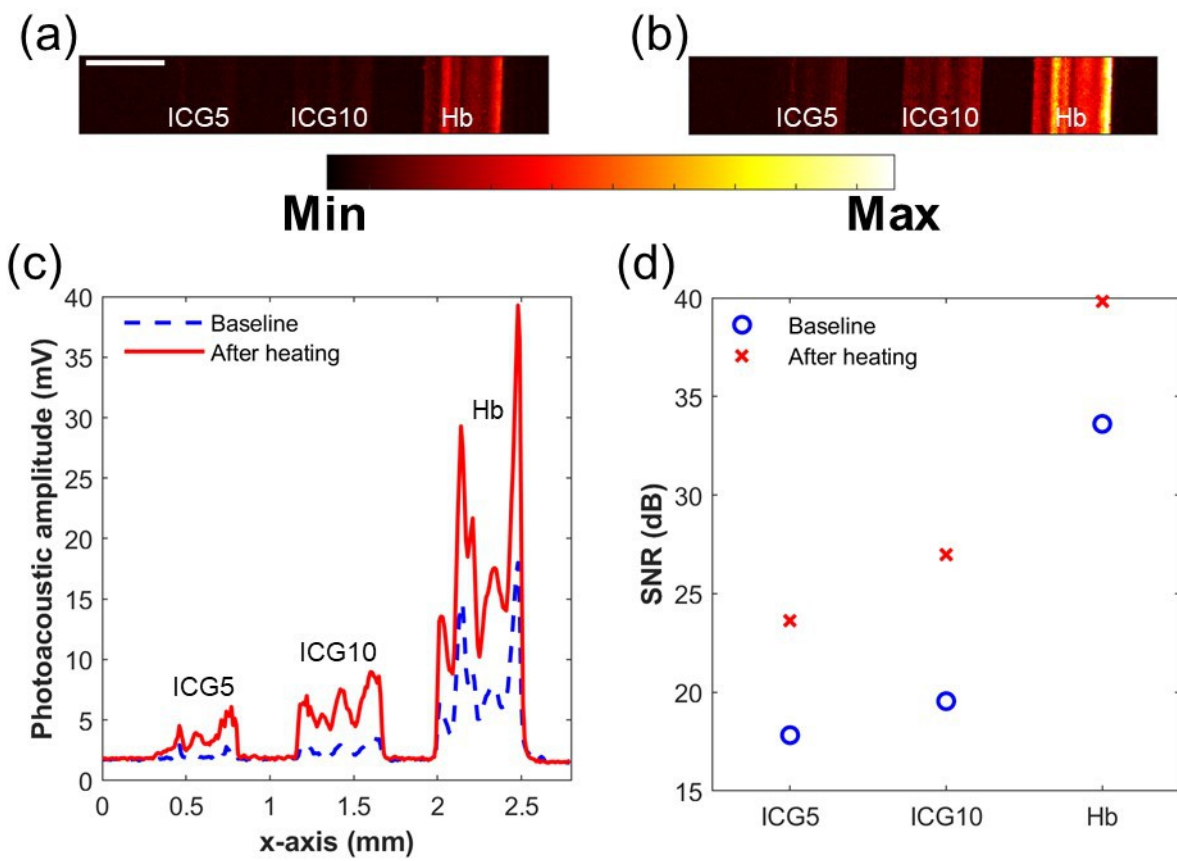 (a)
(b)
ICG5 ICG10 Hb
ICG5 ICG10 Hb
Min Max
(c)
40
35
30
25
20
15
10
5
0
Photoacoustic amplitude (mV)
Baseline
After heating
ICG5
ICG10
Hb
0 0.5 1 1.5 2 2.5
x-axis (mm)
(d)
40
35
30
25
20
15
SNR (dB)
Baseline
After heating
ICG5 ICG10 Hb